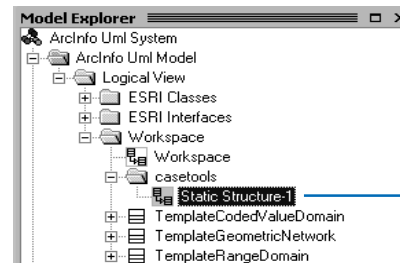 Model Explorer
ArcInfo Uml System
ArcInfo Uml Model
Logical View
ESRI Classes
ESRI Interfaces
Workspace
Workspace
casetools
Static Structure-1
TemplateCodedValueDomain
TemplateGeometricNetwork
TemplateRangeDomain